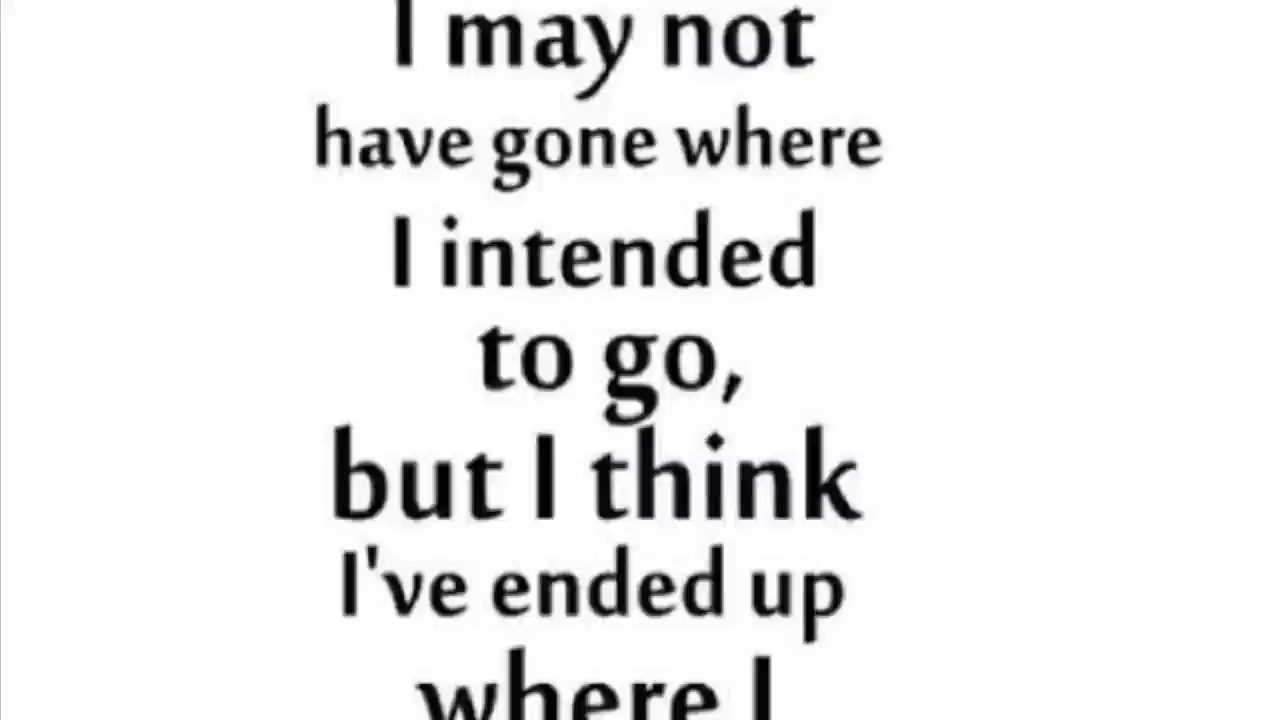 I may not
have gone where
I intended
to go,
but I think
I've ended up
where I